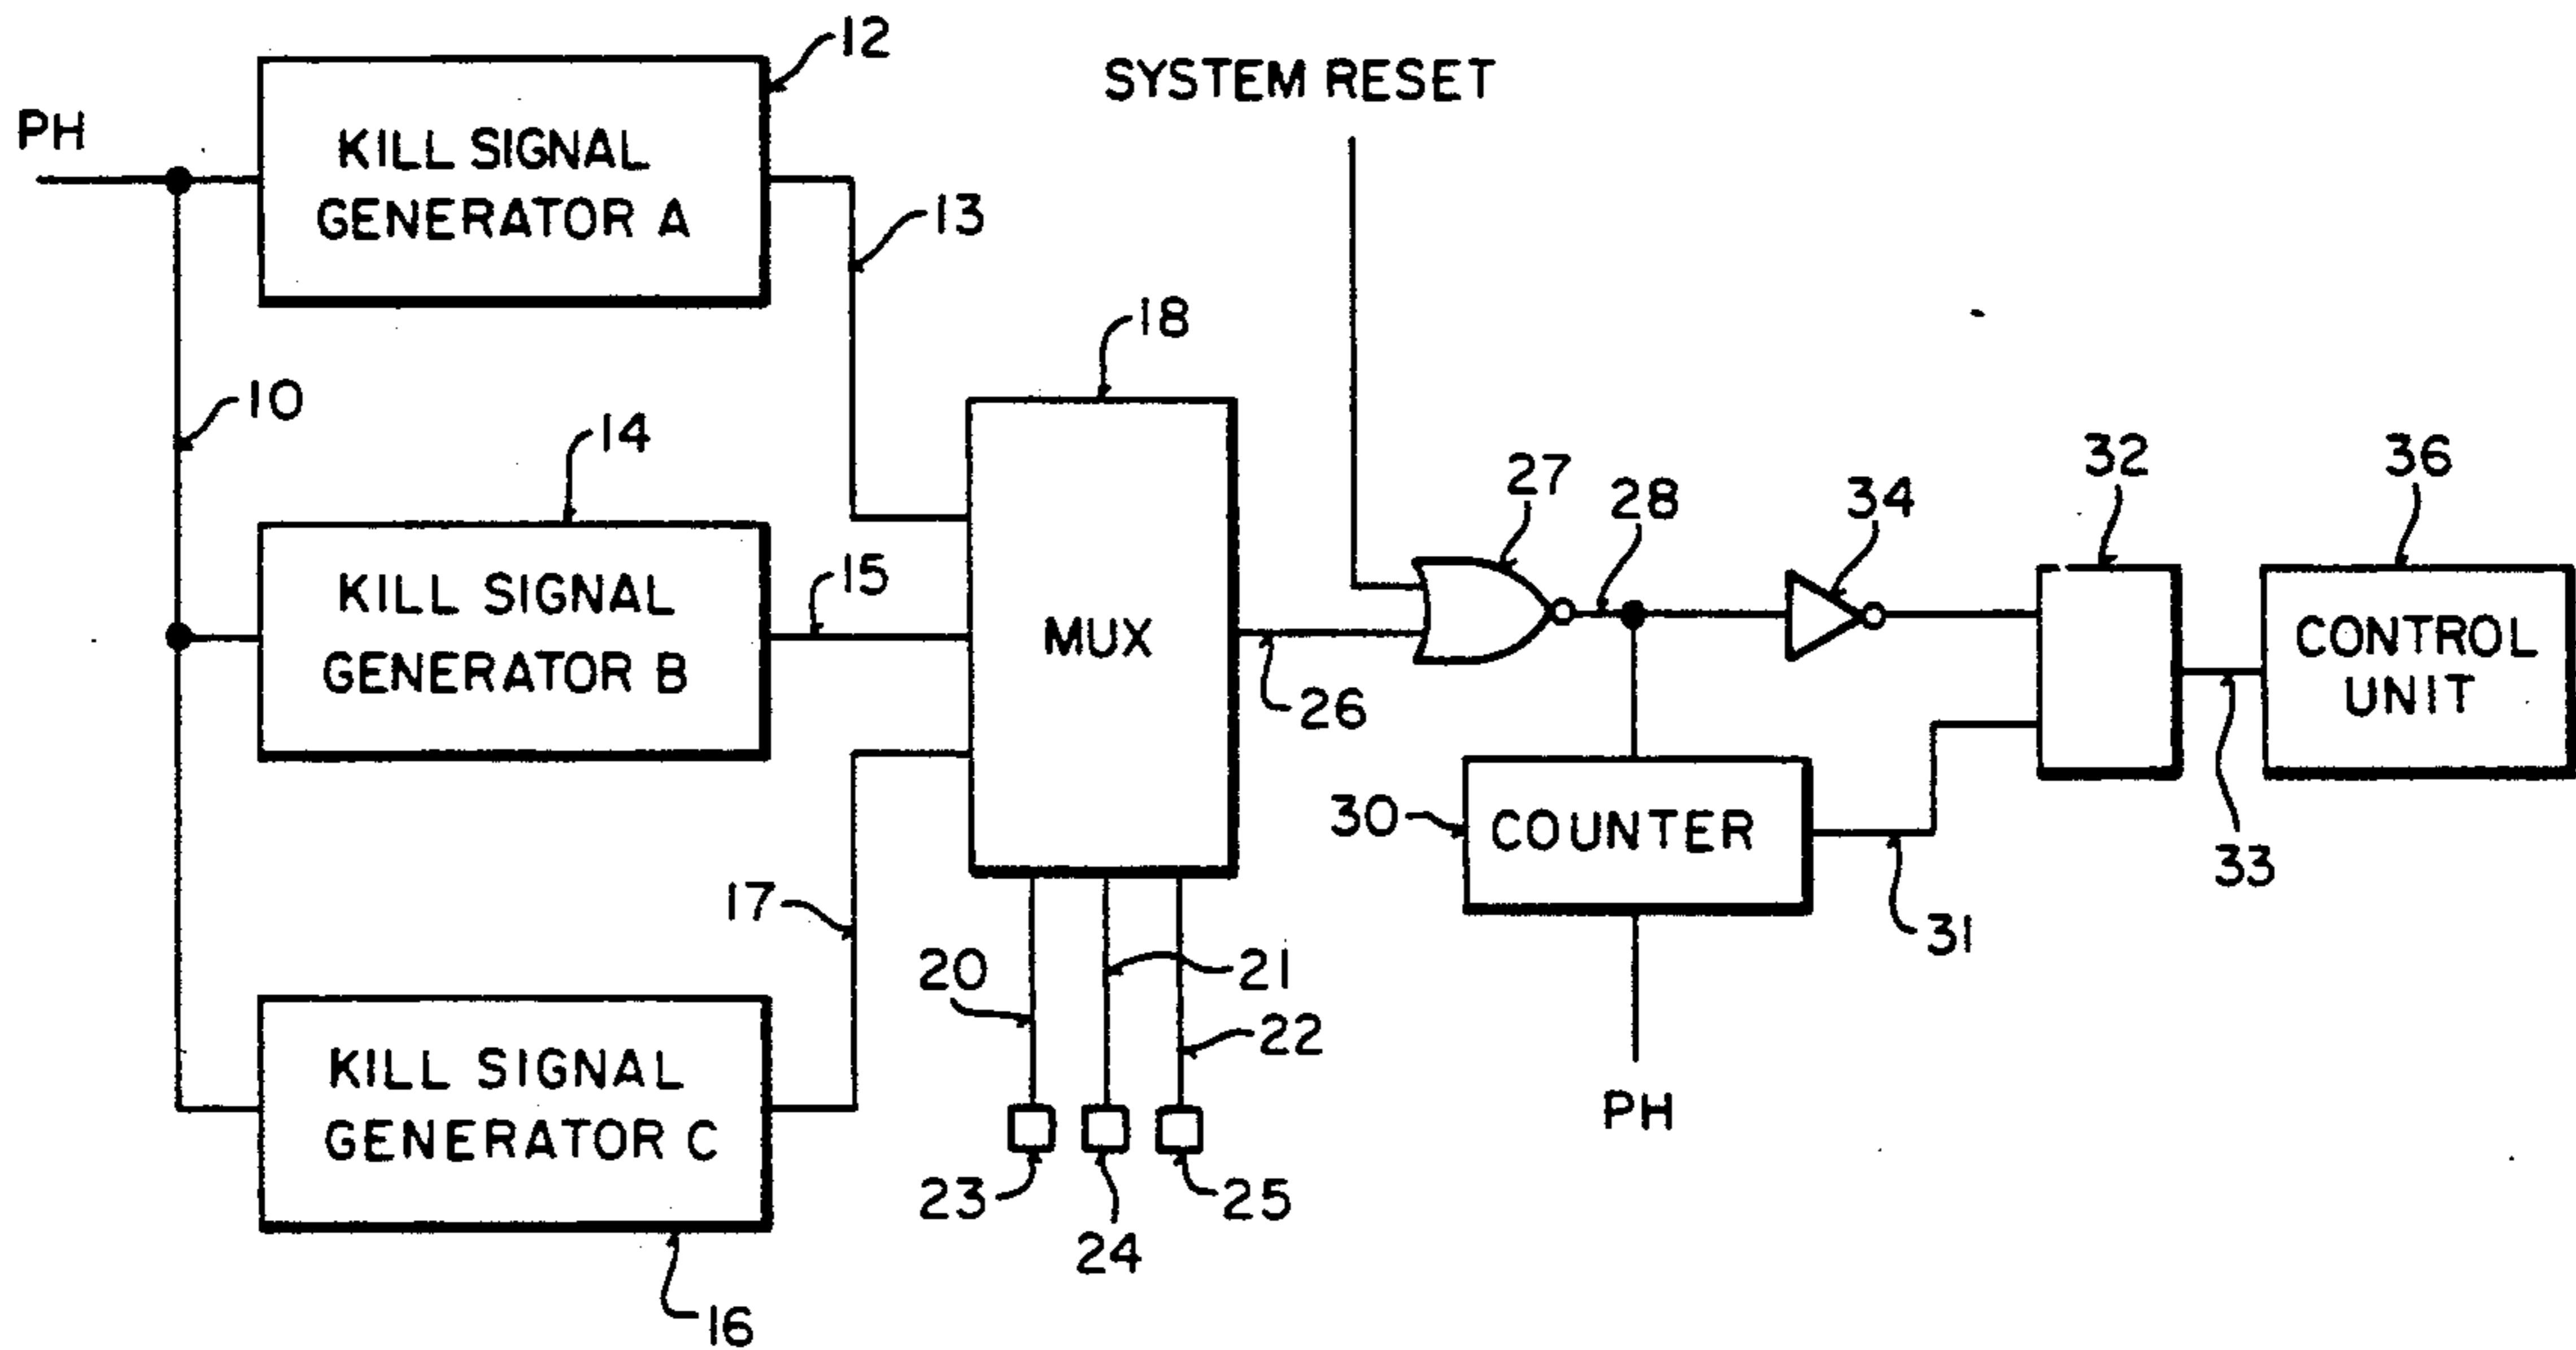 12
SYSTEM RESET
PH
KILL SIGNAL
GENERATOR A
13
18
10
14
32
36
27
28
34
15
KILL SIGNAL
GENERATOR B
MUX
CONTROL
UNIT
26
30
COUNTER
33
17
31
20
21
22
KILL SIGNAL
GENERATOR C
PH
23
25
24
16